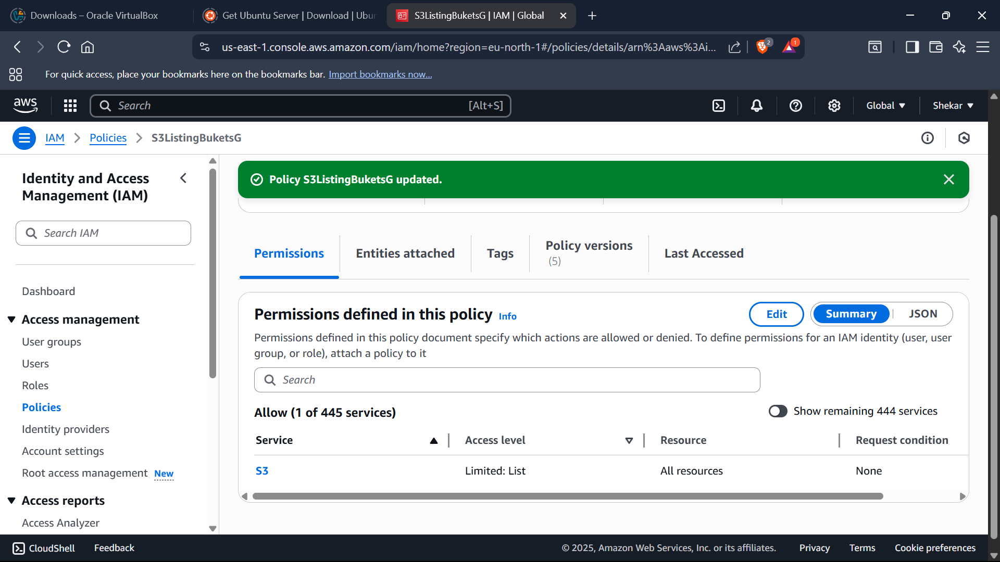 Downloads – Oracle VirtualBox
Get Ubuntu Server | Download | Ubun
S3ListingBuketsG | IAM | Global
us-east-1.console.aws.amazon.com/iam/home?region=eu-north-1#/policies/details/arn%3Aaws%3Ai...
2
1
For quick access, place your bookmarks here on the bookmarks bar. Import bookmarks now...
aws
Search
[Alt+S]
Global
Shekar
IAM
Policies
S3ListingBuketsG
Identity and Access
Management (IAM)
Search IAM
Dashboard
Access management
User groups
Users
Roles
Policies
Identity providers
Account settings
Root access management New
Access reports
Access Analyzer
Policy S3ListingBuketsG updated.
Permissions
Entities attached
Tags
Policy versions
(5)
Last Accessed
Permissions defined in this policy Info
Edit
Summary
JSON
Permissions defined in this policy document specify which actions are allowed or denied. To define permissions for an IAM identity (user, user
group, or role), attach a policy to it
Search
Allow (1 of 445 services)
Show remaining 444 services
Service
Access level
Resource
Request condition
S3
Limited: List
All resources
None
CloudShell
Feedback
© 2025, Amazon Web Services, Inc. or its affiliates.
Privacy
Terms
Cookie preferences